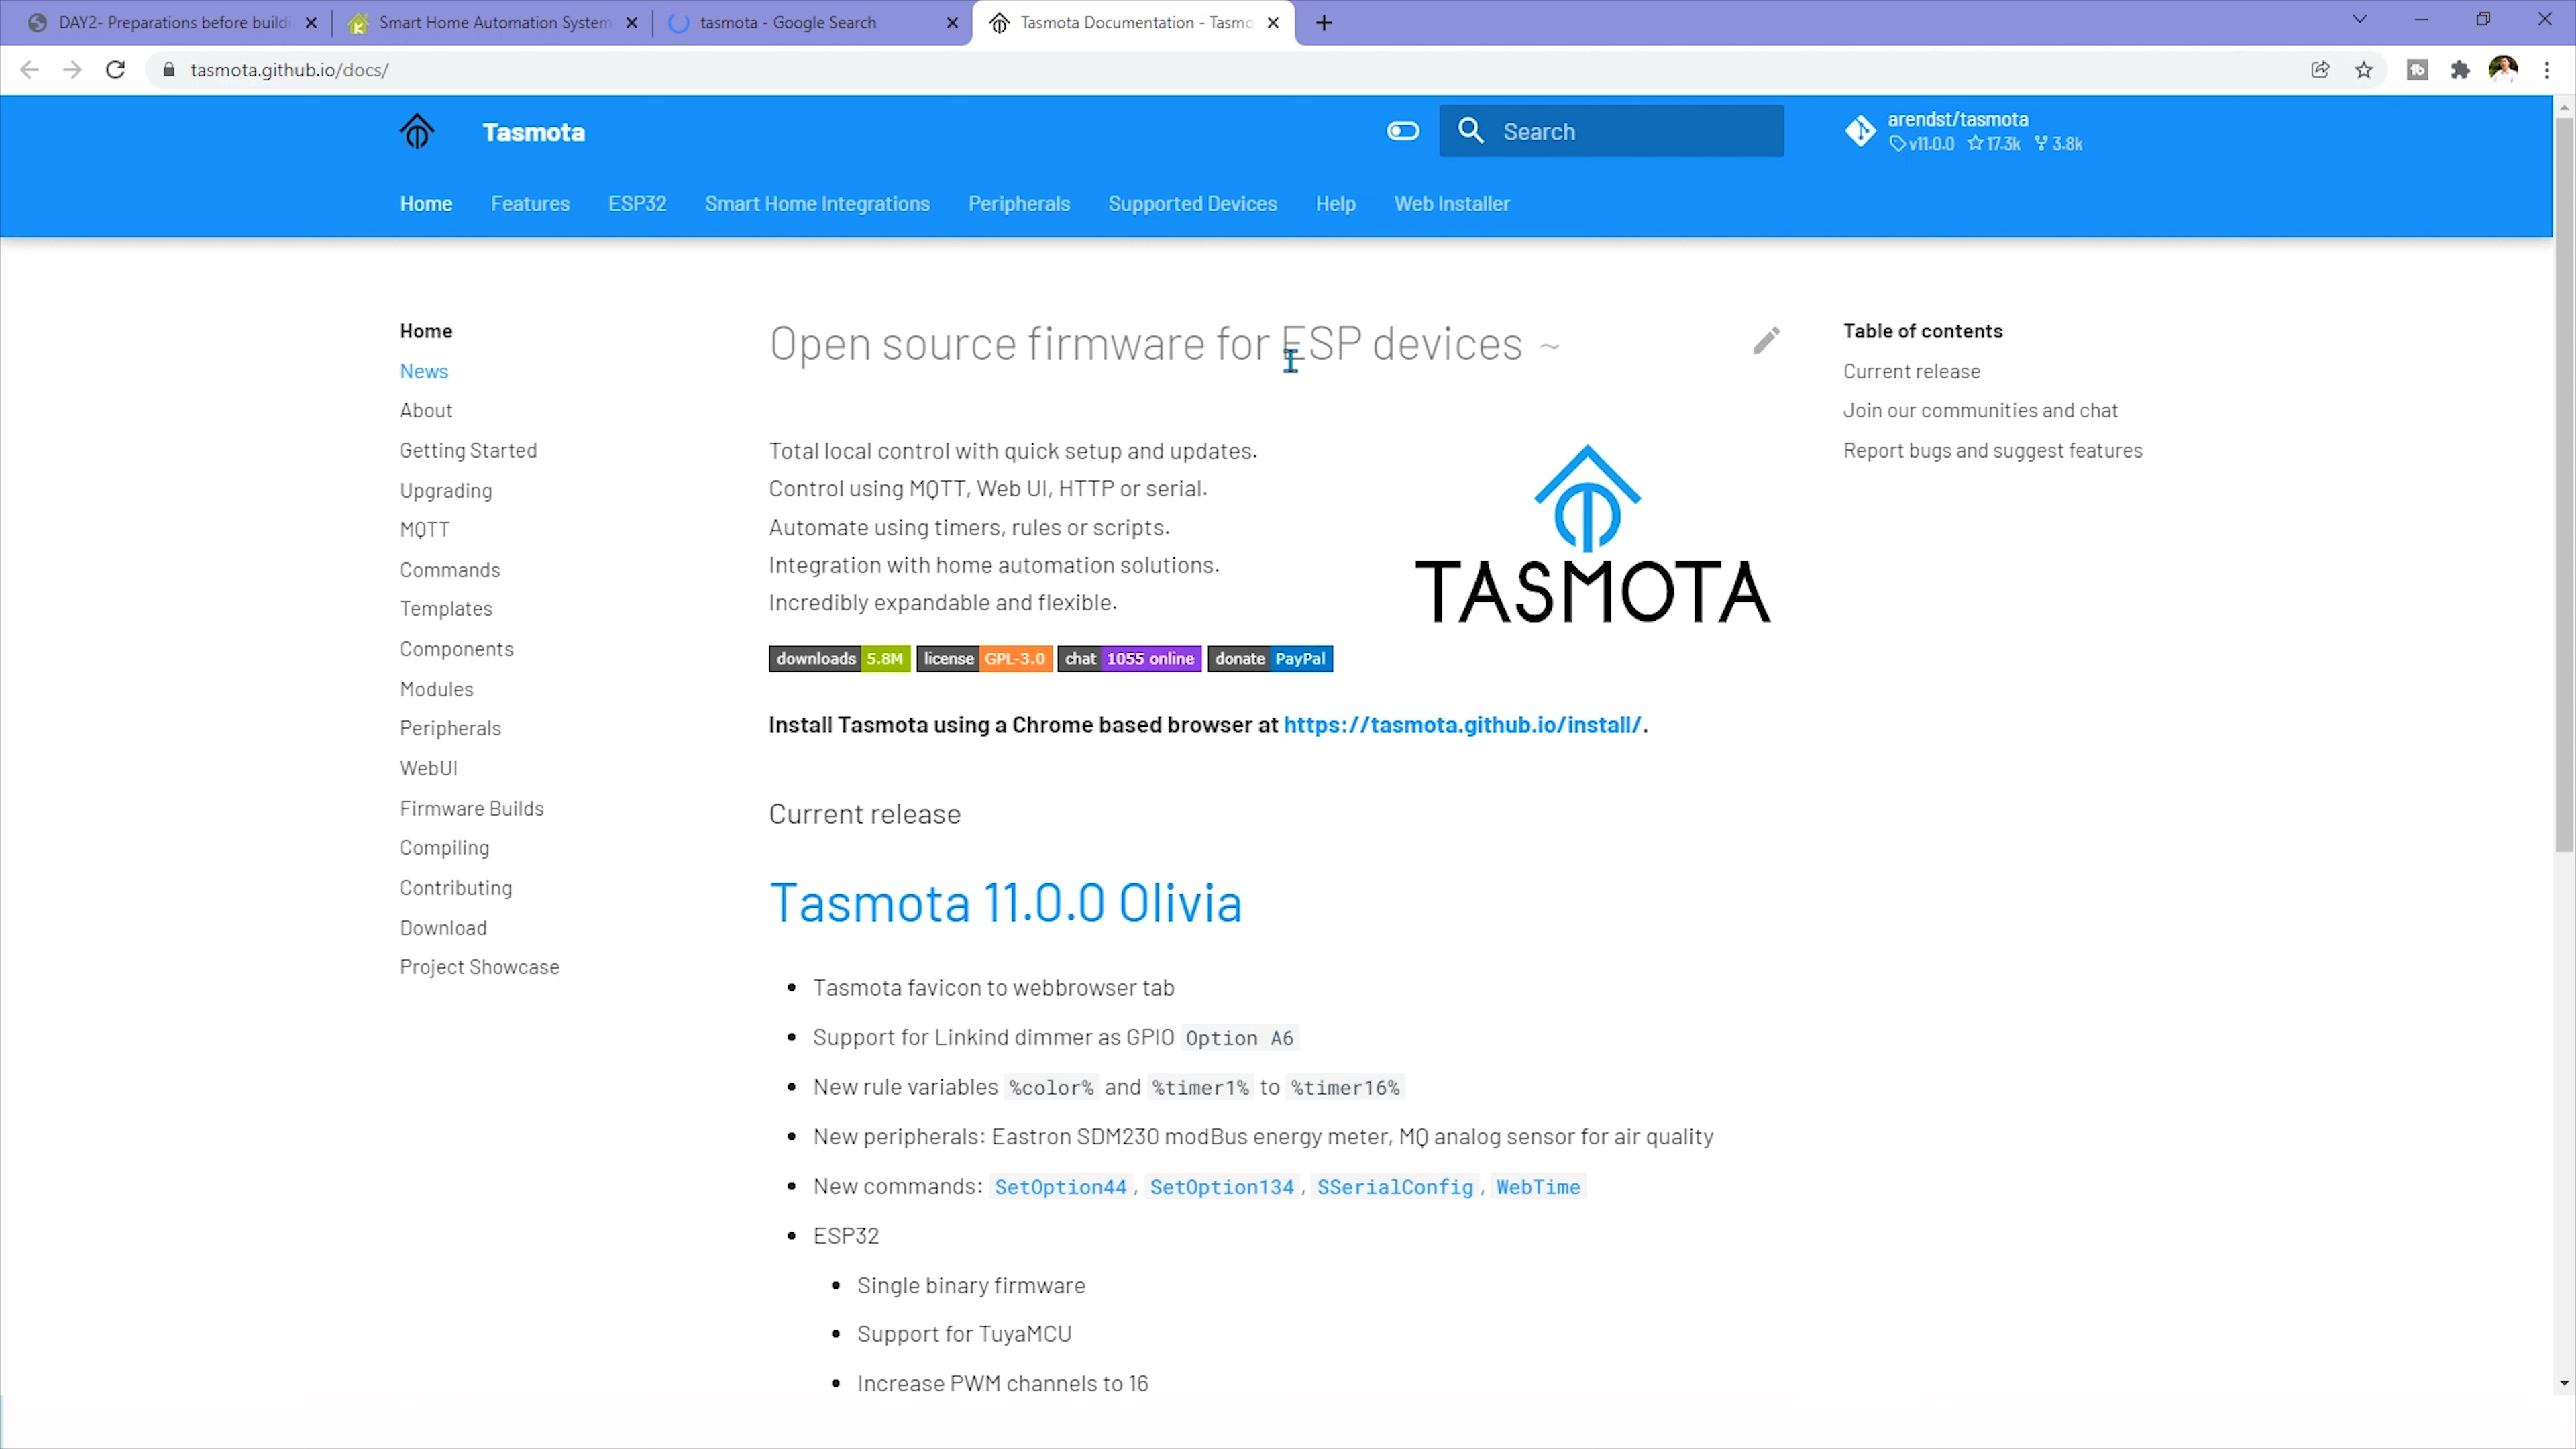 DAY2- Preparations before buildi
Smart Home Automation System
tasmota - Google Search
Tasmota Documentation - Tasmo
tasmota.github.io/docs/
Tasmota
Search
arendst/tasmota
v11.0.0 17.3k 3.8k
Home Features ESP32 Smart Home Integrations Peripherals Supported Devices Help Web Installer
Home
News
About
Getting Started
Upgrading
MQTT
Commands
Templates
Components
Modules
Peripherals
WebUI
Firmware Builds
Compiling
Contributing
Download
Project Showcase
Open source firmware for ESP devices ~
Total local control with quick setup and updates.
Control using MQTT, Web UI, HTTP or serial.
Automate using timers, rules or scripts.
Integration with home automation solutions.
Incredibly expandable and flexible.
TASMOTA
downloads 5.8M license GPL-3.0 chat 1055 online donate PayPal
Install Tasmota using a Chrome based browser at https://tasmota.github.io/install/.
Current release
Tasmota 11.0.0 Olivia
• Tasmota favicon to webbrowser tab
• Support for Linkind dimmer as GPIO Option A6
• New rule variables %color% and %timer1% to %timer16%
• New peripherals: Eastron SDM230 modBus energy meter, MQ analog sensor for air quality
• New commands: SetOption44, SetOption134, SSerialConfig, WebTime
• ESP32
• Single binary firmware
• Support for TuyaMCU
• Increase PWM channels to 16
Table of contents
Current release
Join our communities and chat
Report bugs and suggest features